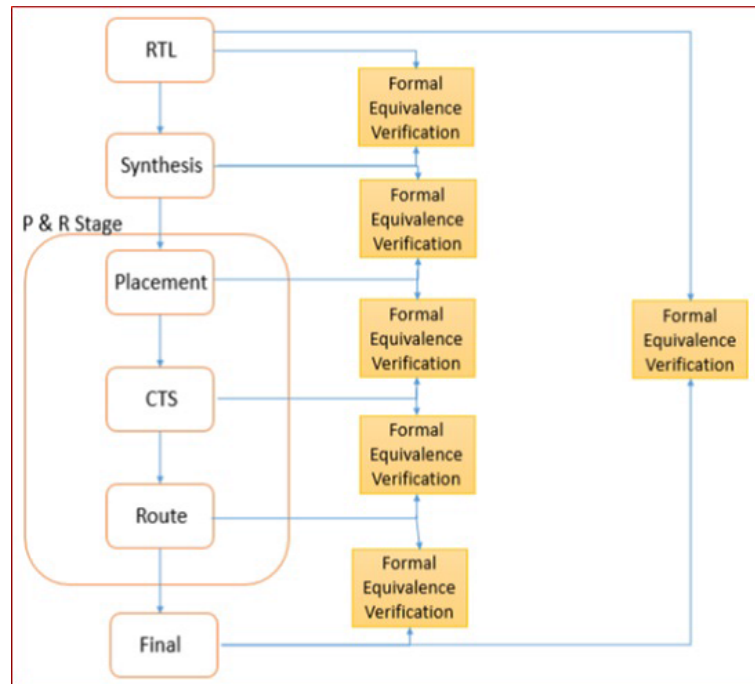 RTL
Formal
Equivalence
Verification
Synthesis
Formal
Equivalence
Verification
P & R Stage
Placement
Formal
Equivalence
Verification
Formal
Equivalence
Verification
CTS
Formal
Equivalence
Verification
Route
Formal
Equivalence
Verification
Final